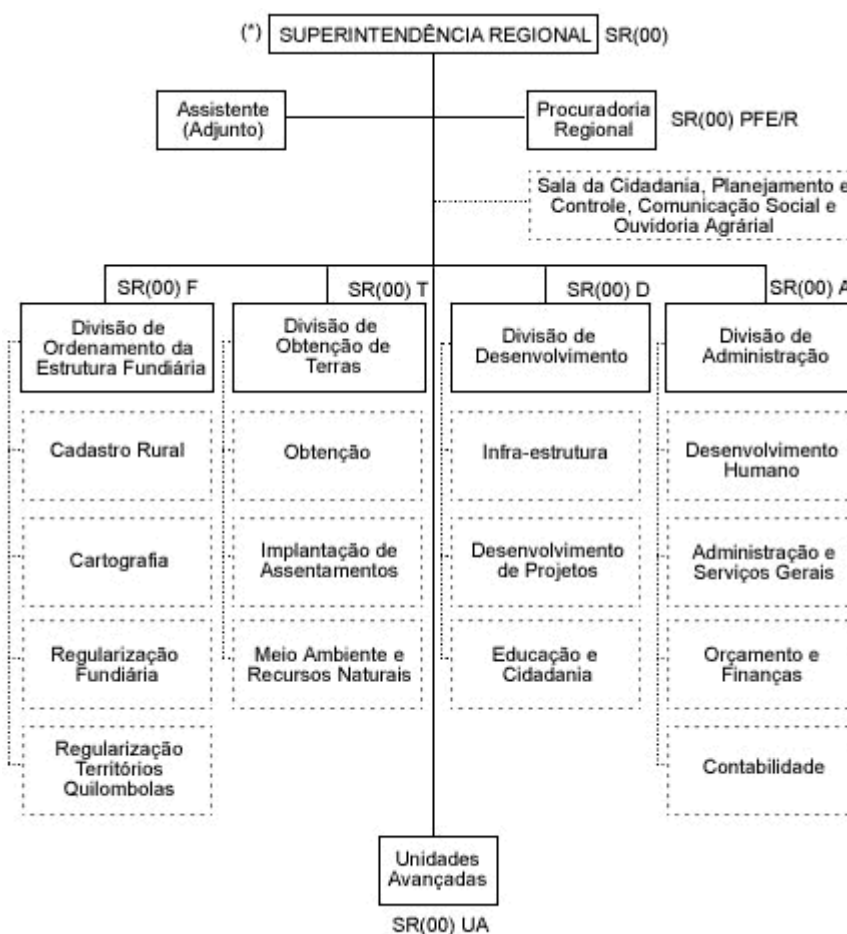 (*) SUPERINTENDÊNCIA REGIONAL SR(00)
Assistente
(Adjunto)
Procuradoria
Regional
SR(00) PFE/R
Sala da Cidadania, Planejamento e
Controle, Comunicação Social e
Ouvidoria Agrárial
SR(00) F
SR(00) T
SR(00) D
SR(00) A
Divisão de
Ordenamento da
Estrutura Fundiária
Divisão de
Obtenção de
Terras
Divisão de
Desenvolvimento
Divisão de
Administração
Cadastro Rural
Obtenção
Infra-estrutura
Desenvolvimento
Humano
Cartografia
Implantação de
Assentamentos
Desenvolvimento
de Projetos
Administração e
Serviços Gerais
Regularização
Fundiária
Meio Ambiente e
Recursos Naturais
Educação e
Cidadania
Orçamento e
Finanças
Regularização
Territórios
Quilombolas
Contabilidade
Unidades
Avançadas
SR(00) UA